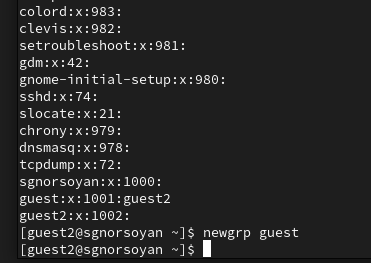 colord:x:983:
clevis:x:982:
setroubleshoot:x:981:
gdm:x:42:
gnome-initial-setup:x:980:
sshd:x:74:
slocate:x:21:
chrony:x:979:
dnsmasq:x:978:
tcpdump:x:72:
sgnorsoyan:x:1000:
guest:x:1001:guest2
guest2:x:1002:
[guest2@sgnorsoyan ~]$ newgrp guest
[guest2@sgnorsoyan ~]$